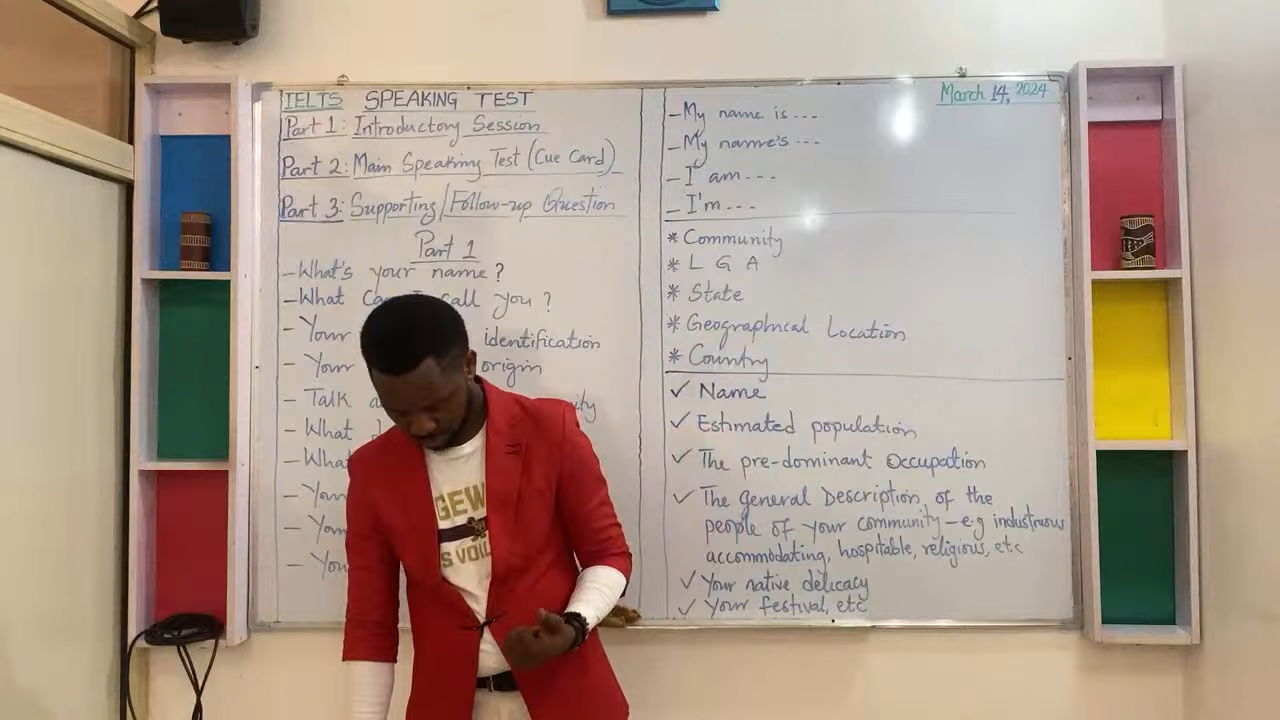 IELTS SPEAKING TEST
Part 1: Introductory Session
Part 2: Main Speaking Test (Cue Card)
Part 3: Supporting/Follow-up Question
Part 1
- What's your name?
- What call you?
- Your identification
- Your origin
- Talk
- What
- What
- Your
- You
- You
March 14, 2024
- My name is ---
- My name's ---
- I am ---
- I'm ---
* Community
* L G A
* State
* Geographical Location
* Country
✓ Name
✓ Estimated population
✓ The pre-dominant Occupation
✓ The general Description of the
people of your community - e.g industruous
accommodating, hospitable, religious, etc
✓ Your native delicacy
✓ Your festival, etc
GEW
S VOIL